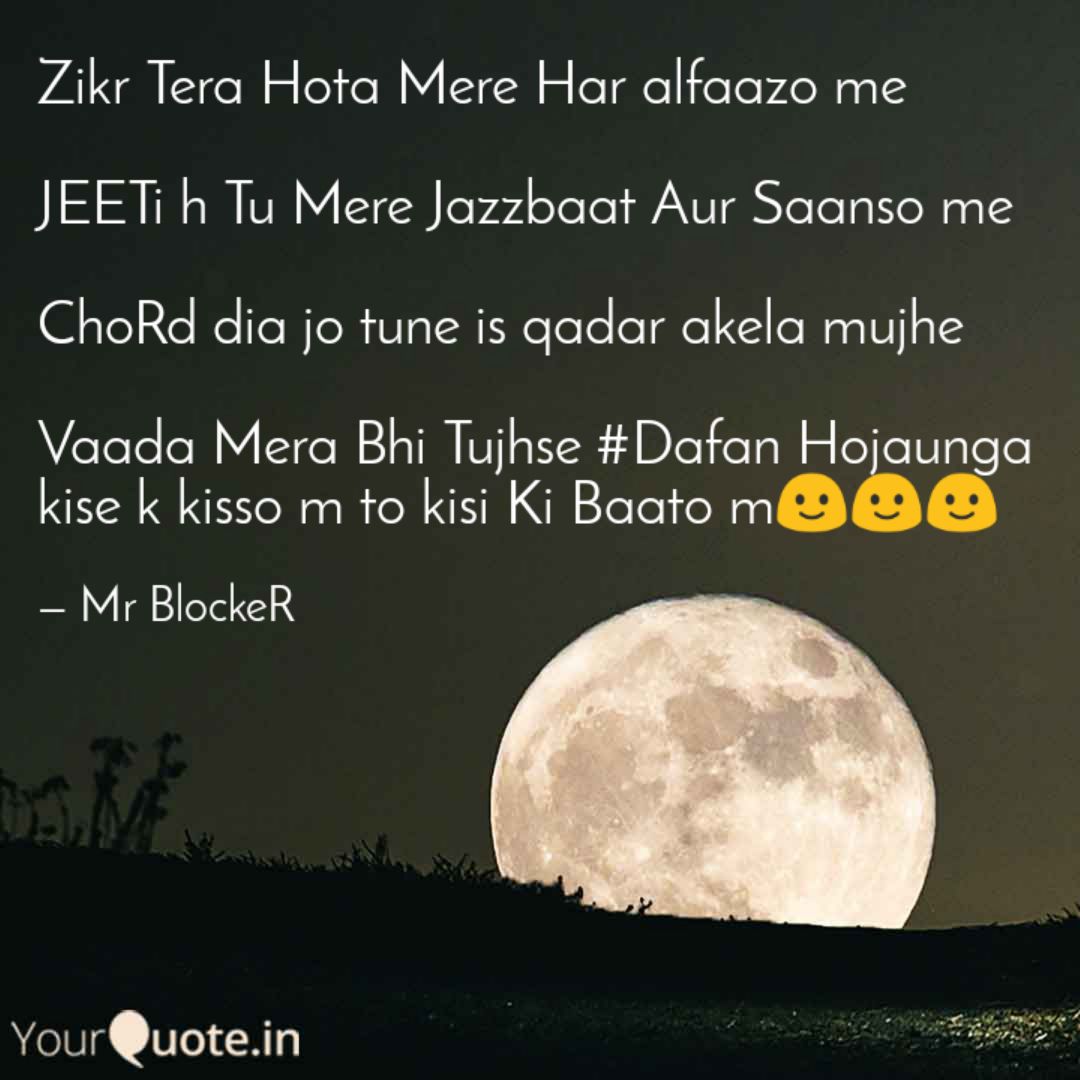 Zikr Tera Hota Mere Har alfaazo me
JEETi h Tu Mere Jazzbaat Aur Saanso me
ChoRd dia jo tune is qadar akela mujhe
Vaada Mera Bhi Tujhse #Dafan Hojaunga
kise k kisso m to kisi Ki Baato m🙂🙂🙂
– Mr BlockeR
YourQuote.in